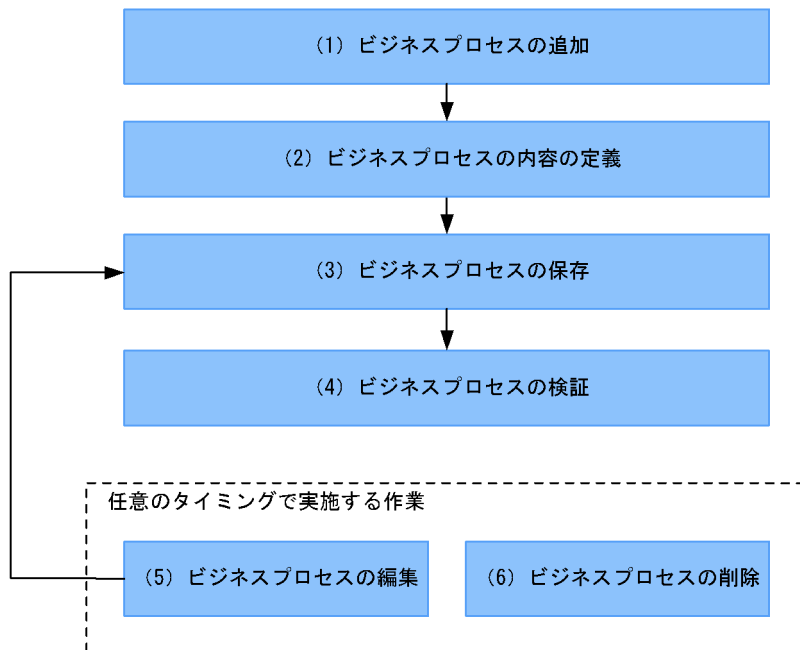 (1) ビジネスプロセスの追加
(2) ビジネスプロセスの内容の定義
(3) ビジネスプロセスの保存
(4) ビジネスプロセスの検証
任意のタイミングで実施する作業
(5) ビジネスプロセスの編集
(6) ビジネスプロセスの削除